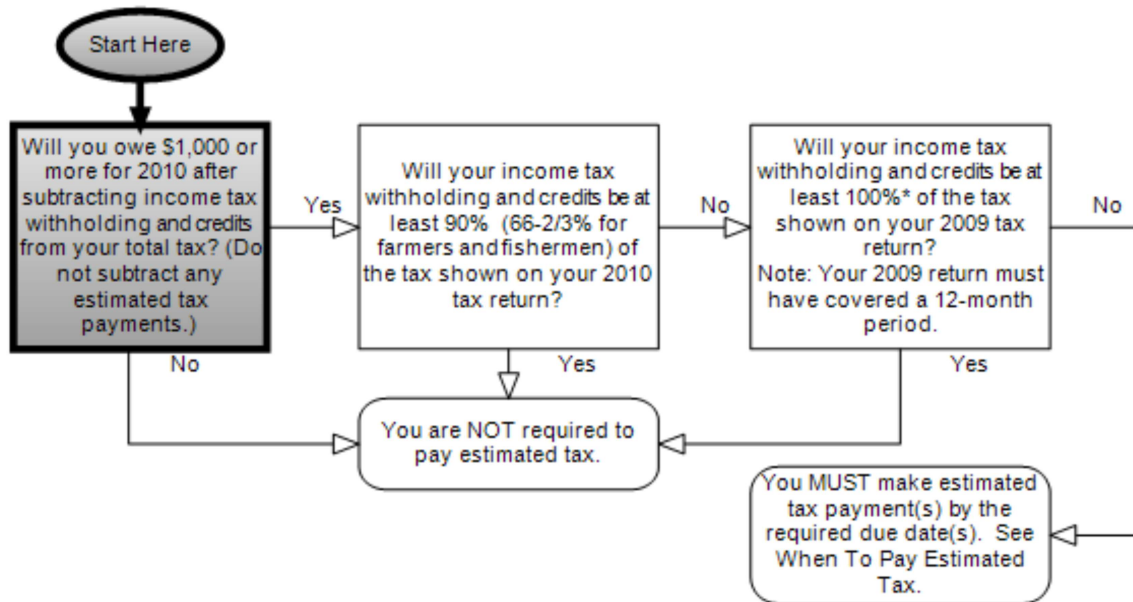 Start Here
Will you owe $1,000 or
more for 2010 after
subtracting income tax
withholding and credits
from your total tax? (Do
not subtract any
estimated tax
payments.)
Yes
No
Will your income tax
withholding and credits be at
least 90%  (66-2/3% for
farmers and fishermen) of
the tax shown on your 2010
tax return?
No
Yes
Will your income tax
withholding and credits be at
least 100%* of the tax
shown on your 2009 tax
return?
Note: Your 2009 return must
have covered a 12-month
period.
No
Yes
You are NOT required to
pay estimated tax.
You MUST make estimated
tax payment(s) by the
required due date(s).  See
When To Pay Estimated
Tax.